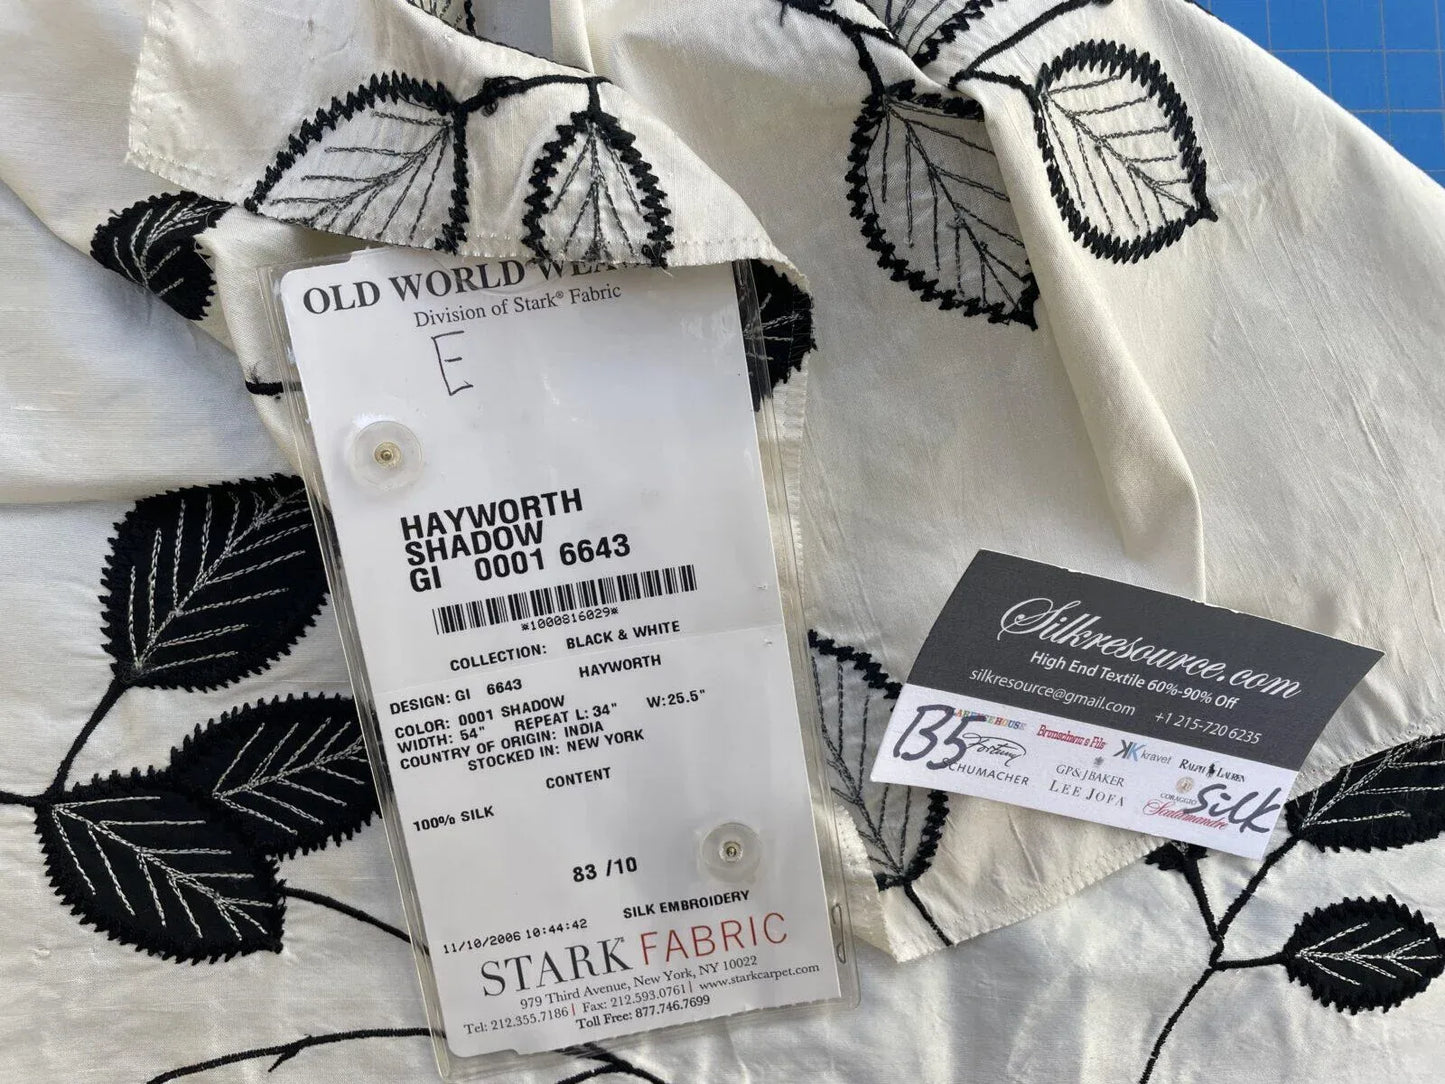 OLD WORLD WEA
Division of Stark® Fabric
E
HAYWORTH
SHADOW
GI 0001 6643
*1000816029*
COLLECTION: BLACK & WHITE
HAYWORTH
DESIGN: GI 6643
COLOR: 0001 SHADOW
WIDTH: 54" REPEAT L: 34" W:25.5"
COUNTRY OF ORIGIN: INDIA
STOCKED IN: NEW YORK
CONTENT
100% SILK
83 /10
SILK EMBROIDERY
11/10/2006 10:44:42
STARK FABRIC
979 Third Avenue, New York, NY 10022
Tel: 212.355.7186 | Fax: 212.593.0761 | www.starkcarpet.com
Toll Free: 877.746.7699
Silkresource.com
High End Textile 60%-90% Off
silkresource@gmail.com +1 215-720 6235
B5
HOUSE
Brunschwig & Fils
kravet
RALPH LAUREN
Fortuny
CHUMACHER
GP&J BAKER
LEE JOFA
CORAGGIO
Scalamandre
Silk